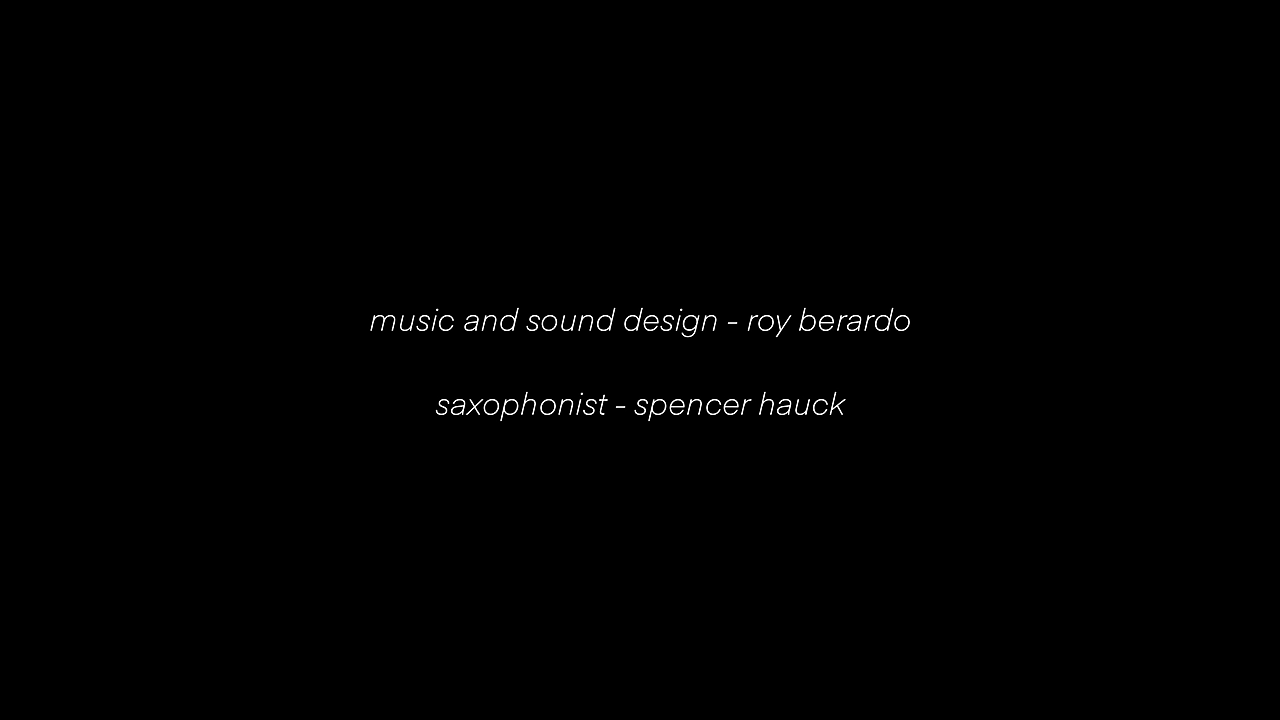 music and sound design - roy berardo
saxophonist - spencer hauck